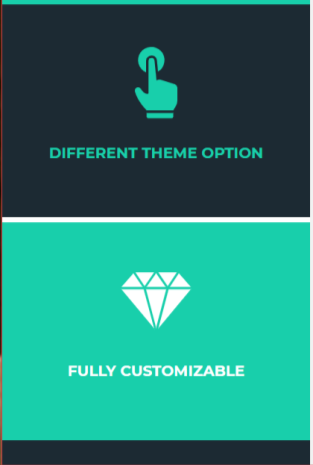 DIFFERENT THEME OPTION
FULLY CUSTOMIZABLE